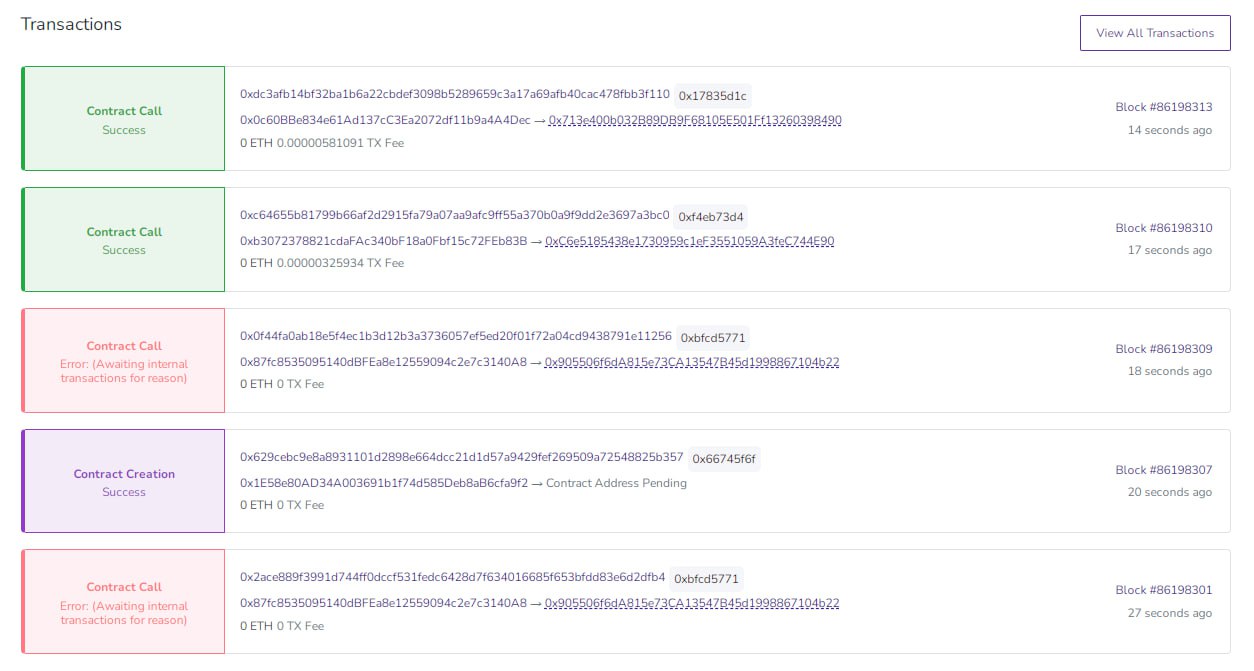 Transactions
View All Transactions
Contract Call
Success
0xdc3afb14bf32ba1b6a22cbdef3098b5289659c3a17a69afb40cac478fbb3f110 0x17835d1c
0x0c60BBe834e61Ad137cC3Ea2072df11b9a4A4Dec → 0x713e400b032B89DB9F68105E501Ff13260398490
0 ETH 0.00000581091 TX Fee
Block #86198313
14 seconds ago
Contract Call
Success
0xc64655b81799b66af2d2915fa79a07aa9afc9ff55a370b0a9f9dd2e3697a3bc0 0xf4eb73d4
0xb3072378821cdaFAc340bF18a0Fbf15c72FEb83B → 0xC6e5185438e1730959c1eF3551059A3feC744E90
0 ETH 0.00000325934 TX Fee
Block #86198310
17 seconds ago
Contract Call
Error: (Awaiting internal
transactions for reason)
0x0f44fa0ab18e5f4ec1b3d12b3a3736057ef5ed20f01f72a04cd9438791e11256 0xbfcd5771
0x87fc8535095140dBFEa8e12559094c2e7c3140A8 → 0x905506f6dA815e73CA13547B45d1998867104b22
0 ETH 0 TX Fee
Block #86198309
18 seconds ago
Contract Creation
Success
0x629cebc9e8a8931101d2898e664dcc21d1d57a9429fef269509a72548825b357 0x66745f6f
0x1E58e80AD34A003691b1f74d585Deb8aB6cfa9f2 → Contract Address Pending
0 ETH 0 TX Fee
Block #86198307
20 seconds ago
Contract Call
Error: (Awaiting internal
transactions for reason)
0x2ace889f3991d744ff0dccf531fedc6428d7f634016685f653bfdd83e6d2dfb4 0xbfcd5771
0x87fc8535095140dBFEa8e12559094c2e7c3140A8 → 0x905506f6dA815e73CA13547B45d1998867104b22
0 ETH 0 TX Fee
Block #86198301
27 seconds ago